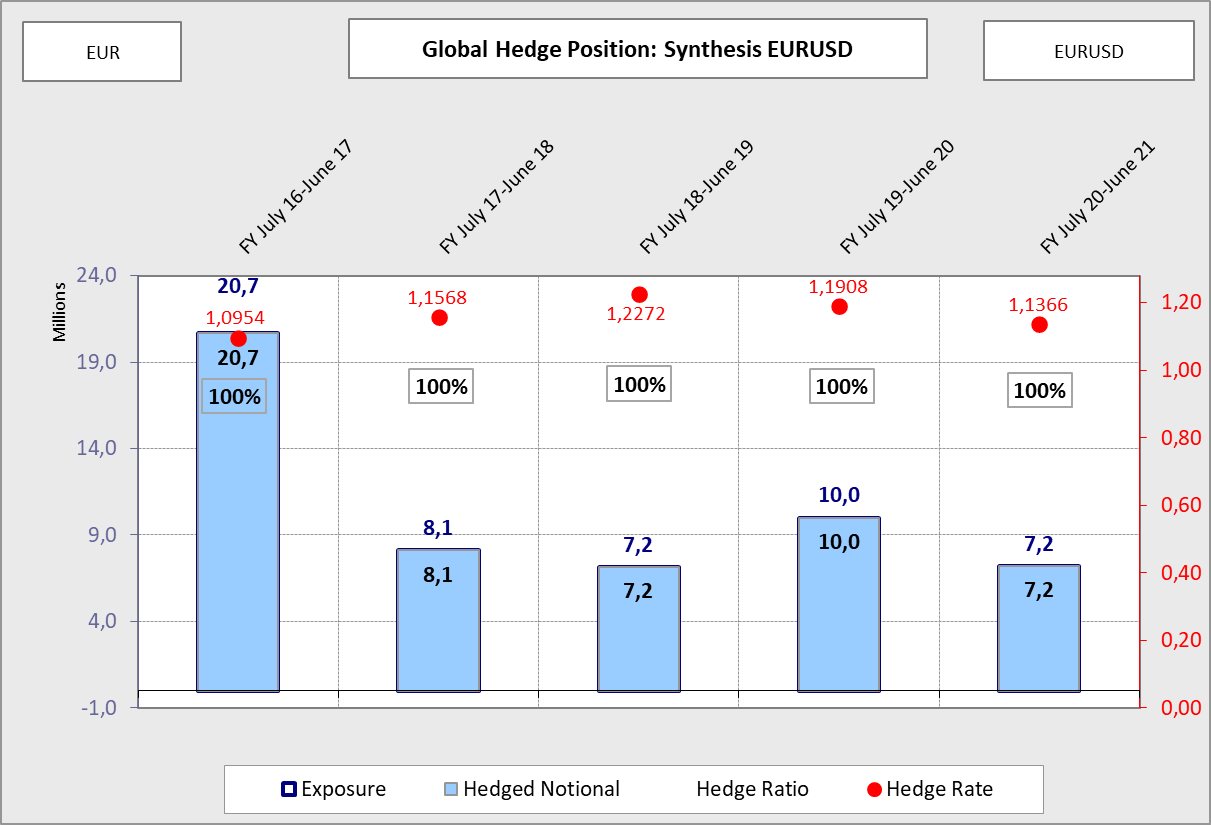 EUR
Global Hedge Position: Synthesis EURUSD
EURUSD
FY July 16-June 17
FY July 17-June 18
FY July 18-June 19
FY July 19-June 20
FY July 20-June 21
Millions
24,0
19,0
14,0
9,0
4,0
-1,0
20,7
1,0954
20,7
100%
1,1568
100%
8,1
8,1
1,2272
100%
7,2
7,2
1,1908
100%
10,0
10,0
1,1366
100%
7,2
7,2
1,20
1,00
0,80
0,60
0,40
0,20
0,00
Exposure
Hedged Notional
Hedge Ratio
Hedge Rate